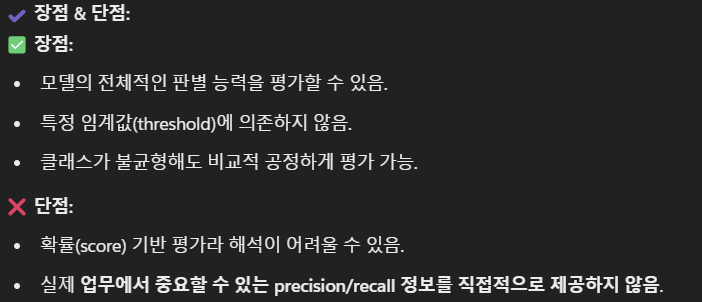 ✔ 장점 & 단점:
✅ 장점:
• 모델의 전체적인 판별 능력을 평가할 수 있음.
• 특정 임계값(threshold)에 의존하지 않음.
• 클래스가 불균형해도 비교적 공정하게 평가 가능.
❌ 단점:
• 확률(score) 기반 평가라 해석이 어려울 수 있음.
• 실제 업무에서 중요할 수 있는 precision/recall 정보를 직접적으로 제공하지 않음.